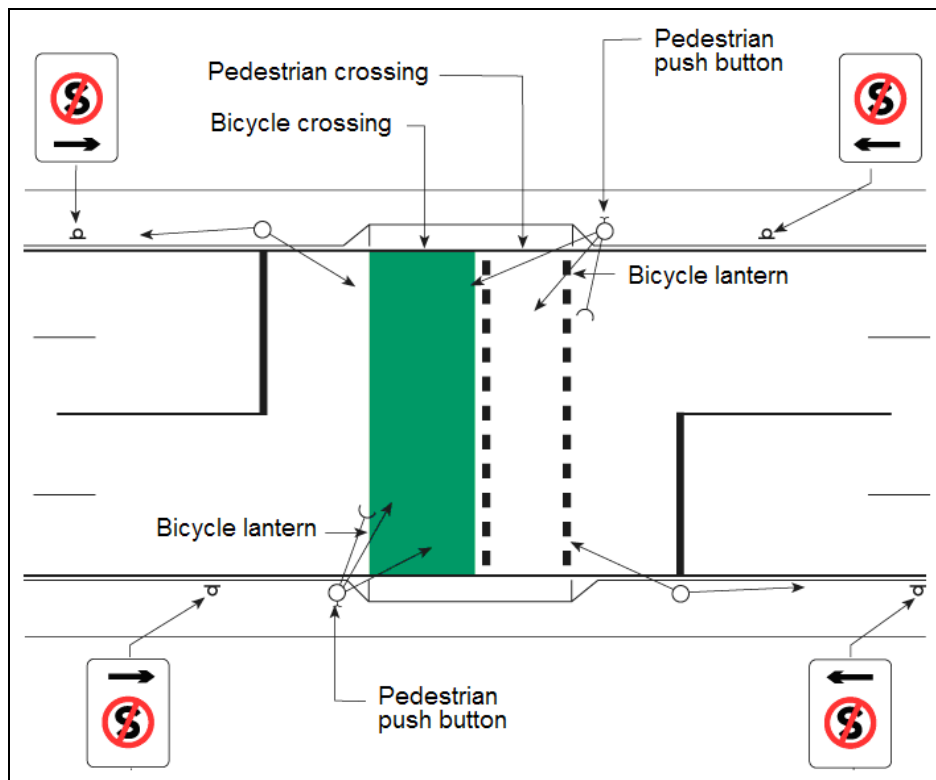 Pedestrian
push button
Pedestrian crossing
Bicycle crossing
S
S
Bicycle lantern
Bicycle lantern
Pedestrian
push button
S
S